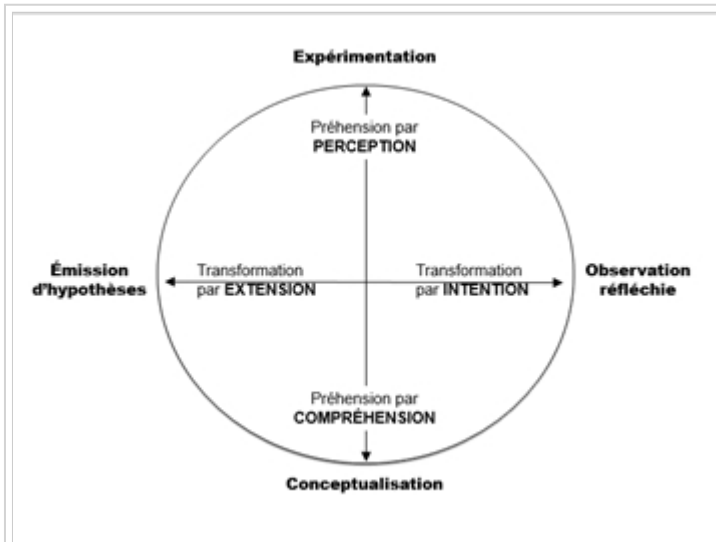 Expérimentation
Préhension par
PERCEPTION
Émission
d'hypothèses
Transformation
par EXTENSION
Transformation
par INTENTION
Observation
réfléchie
Préhension par
COMPRÉHENSION
Conceptualisation